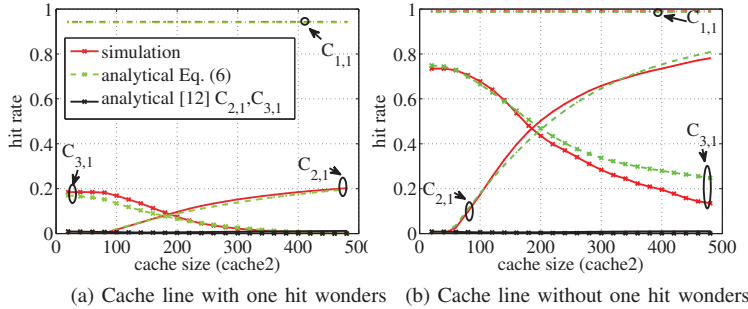 1
0.8
0.6
0.4
0.2
0
hit rate
simulation
analytical Eq. (6)
analytical [12] C2,1,C3,1
C1,1
C3,1
C2,1
0 100 200 300 400 500
cache size (cache2)
(a) Cache line with one hit wonders
1
0.8
0.6
0.4
0.2
0
hit rate
C1,1
C3,1
C2,1
0 100 200 300 400 500
cache size (cache2)
(b) Cache line without one hit wonders